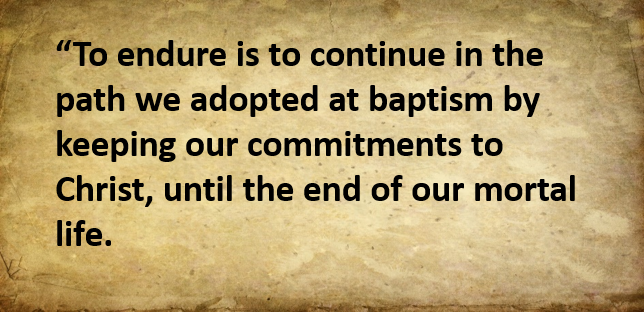 “To endure is to continue in the
path we adopted at baptism by
keeping our commitments to
Christ, until the end of our mortal
life.